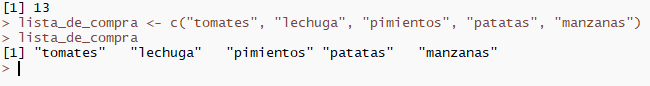 [1] 13
> lista_de_compra <- c("tomates", "lechuga", "pimientos", "patatas", "manzanas")
> lista_de_compra
[1] "tomates"   "lechuga"   "pimientos" "patatas"   "manzanas"
>